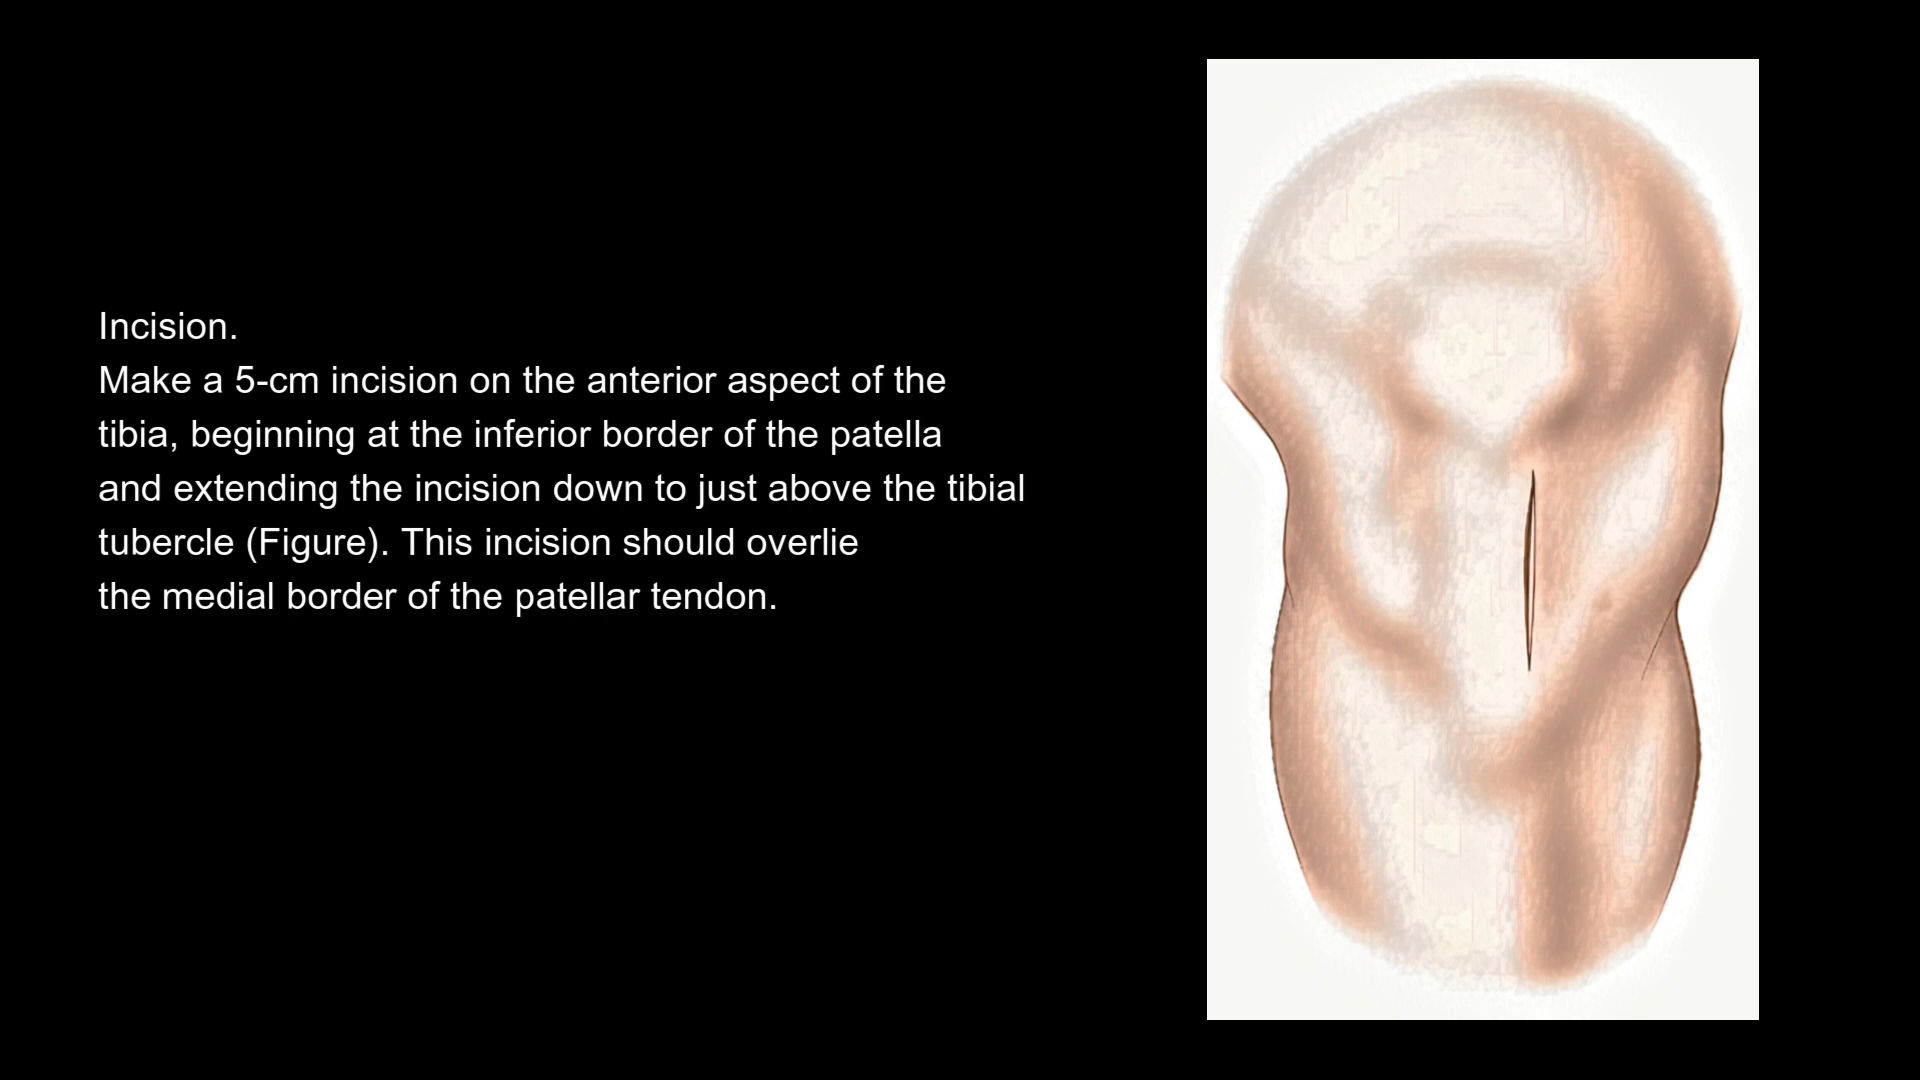 Incision.
Make a 5-cm incision on the anterior aspect of the
tibia, beginning at the inferior border of the patella
and extending the incision down to just above the tibial
tubercle (Figure). This incision should overlie
the medial border of the patellar tendon.